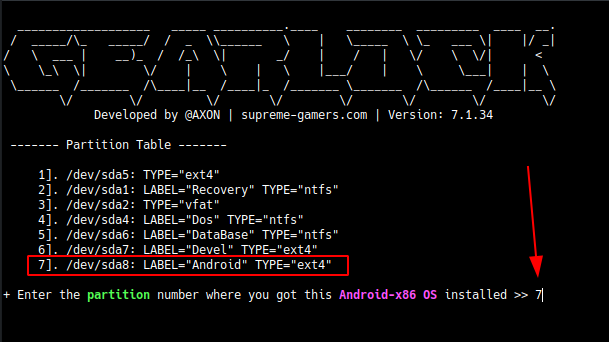 Developed by @AXON | supreme-gamers.com | Version: 7.1.34
------- Partition Table -------
1]. /dev/sda5: TYPE="ext4"
2]. /dev/sda1: LABEL="Recovery" TYPE="ntfs"
3]. /dev/sda2: TYPE="vfat"
4]. /dev/sda4: LABEL="Dos" TYPE="ntfs"
5]. /dev/sda6: LABEL="DataBase" TYPE="ntfs"
6]. /dev/sda7: LABEL="Devel" TYPE="ext4"
7]. /dev/sda8: LABEL="Android" TYPE="ext4"
+ Enter the partition number where you got this Android-x86 OS installed >> 7